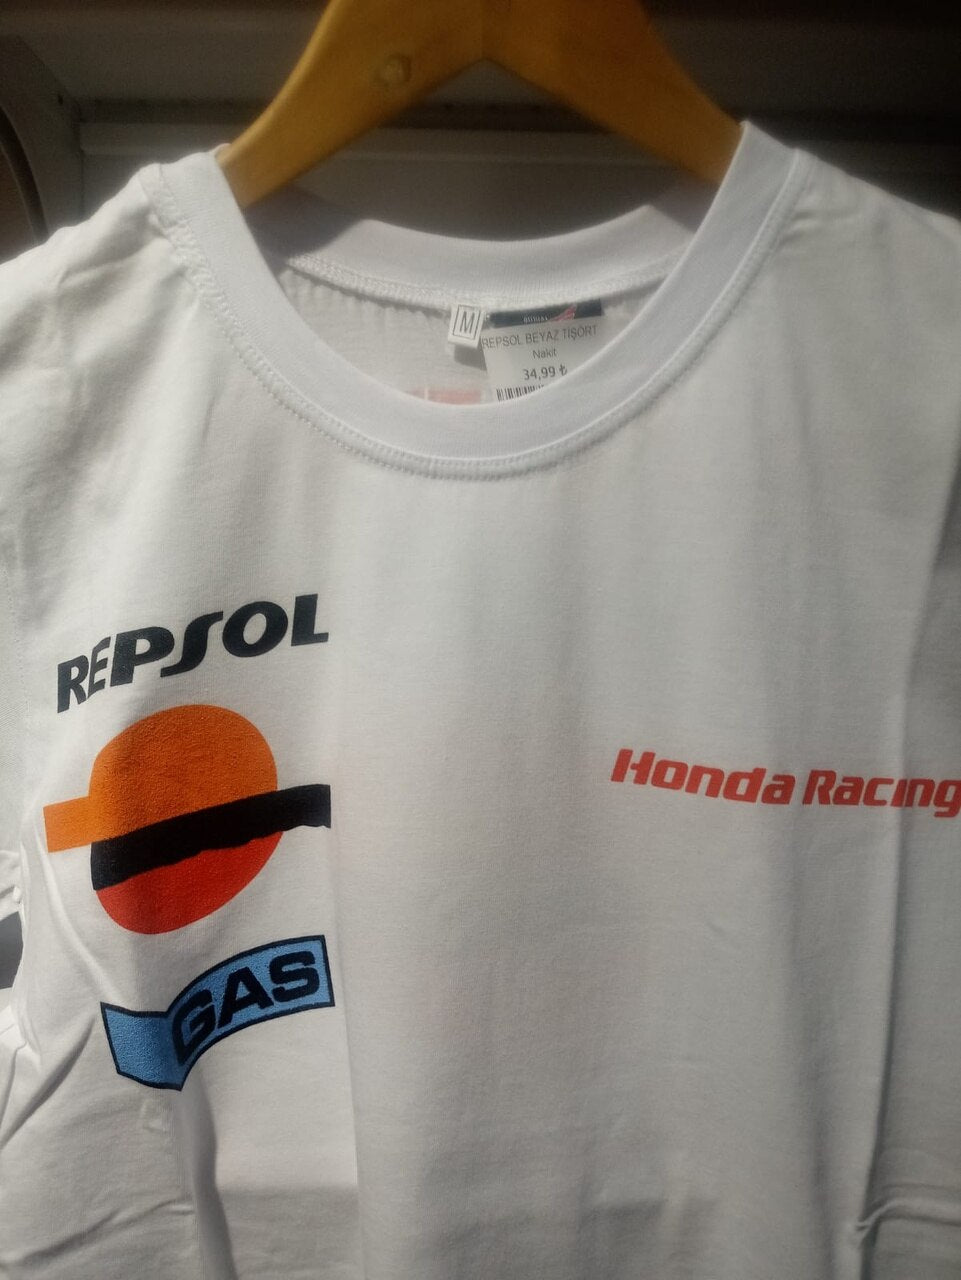 M
REPSOL BEYAZ TİŞÖRT
Nakit
34,99 ₺
REPSOL
Honda Racing
GAS